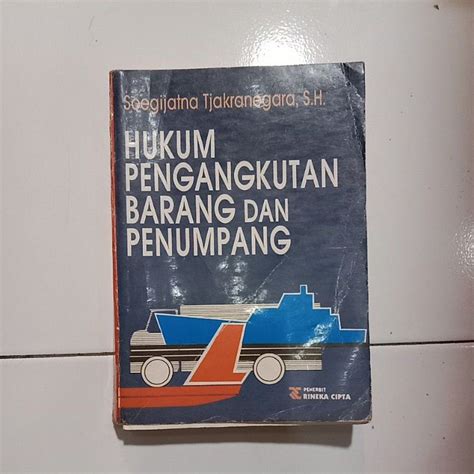 Soegijatna Tjakranegara, S.H.
HUKUM
PENGANGKUTAN
BARANG DAN
PENUMPANG
PENERBIT
RINEKA CIPTA